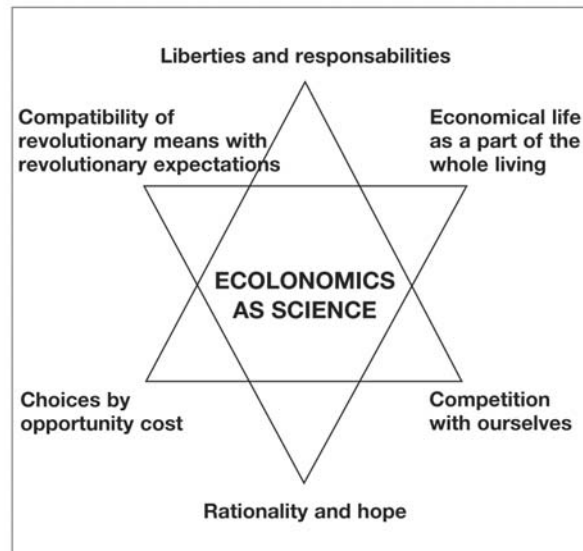 Liberties and responsabilities
Compatibility of
revolutionary means with
revolutionary expectations
Economical life
as a part of the
whole living
ECOLONOMICS
AS SCIENCE
Choices by
opportunity cost
Competition
with ourselves
Rationality and hope